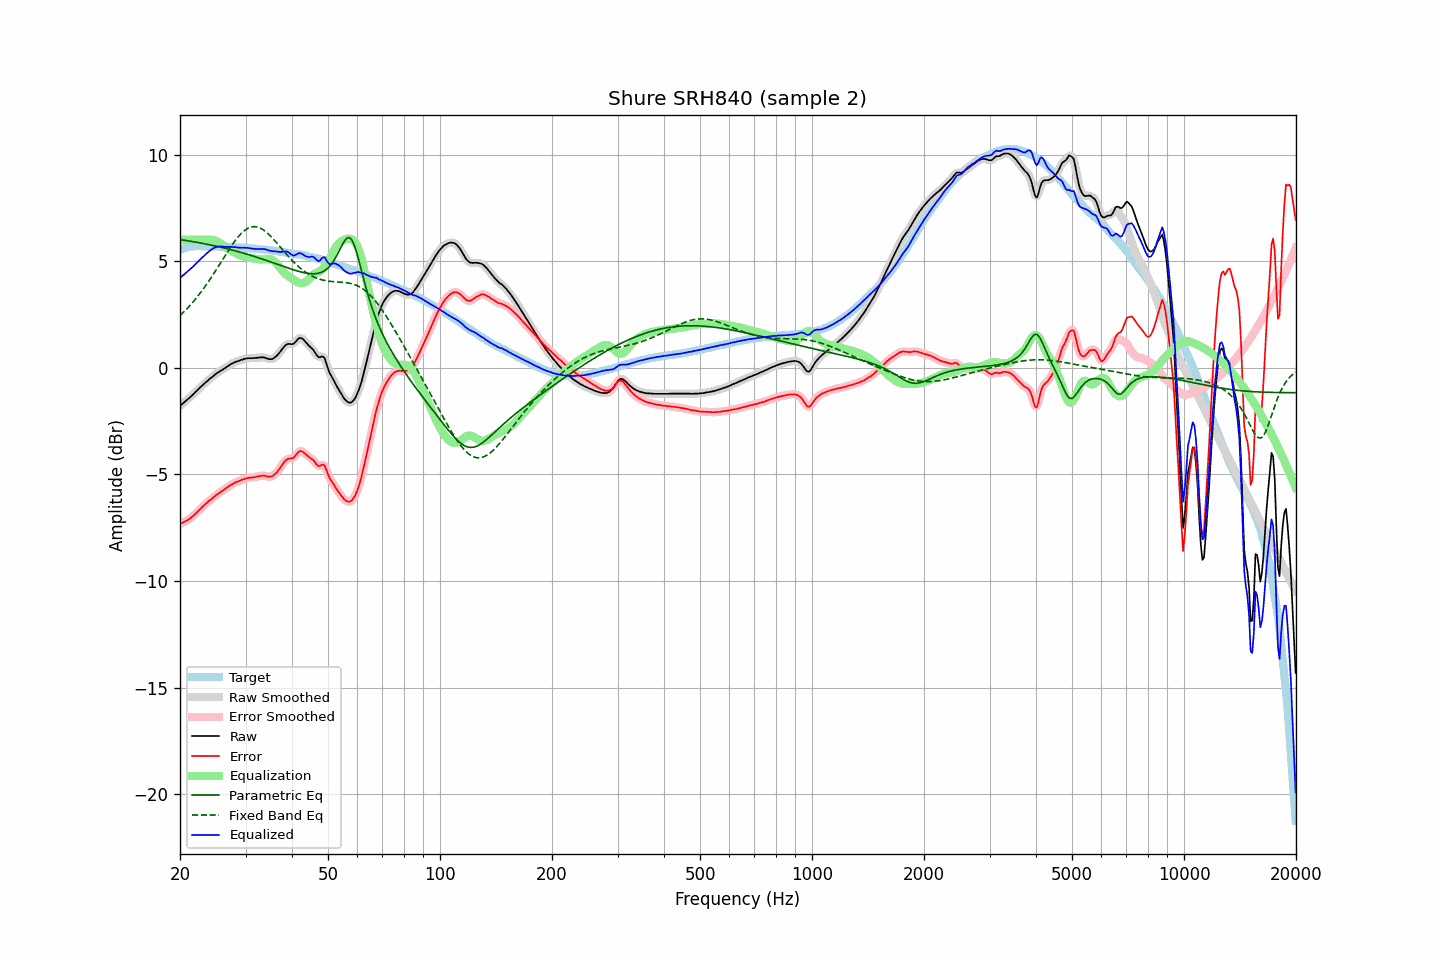 Shure SRH840 (sample 2)
10
5
0
−5
−10
−15
−20
Amplitude (dBr)
Target
Raw Smoothed
Error Smoothed
Raw
Error
Equalization
Parametric Eq
Fixed Band Eq
Equalized
20 50 100 200 500 1000 2000 5000 10000 20000
Frequency (Hz)